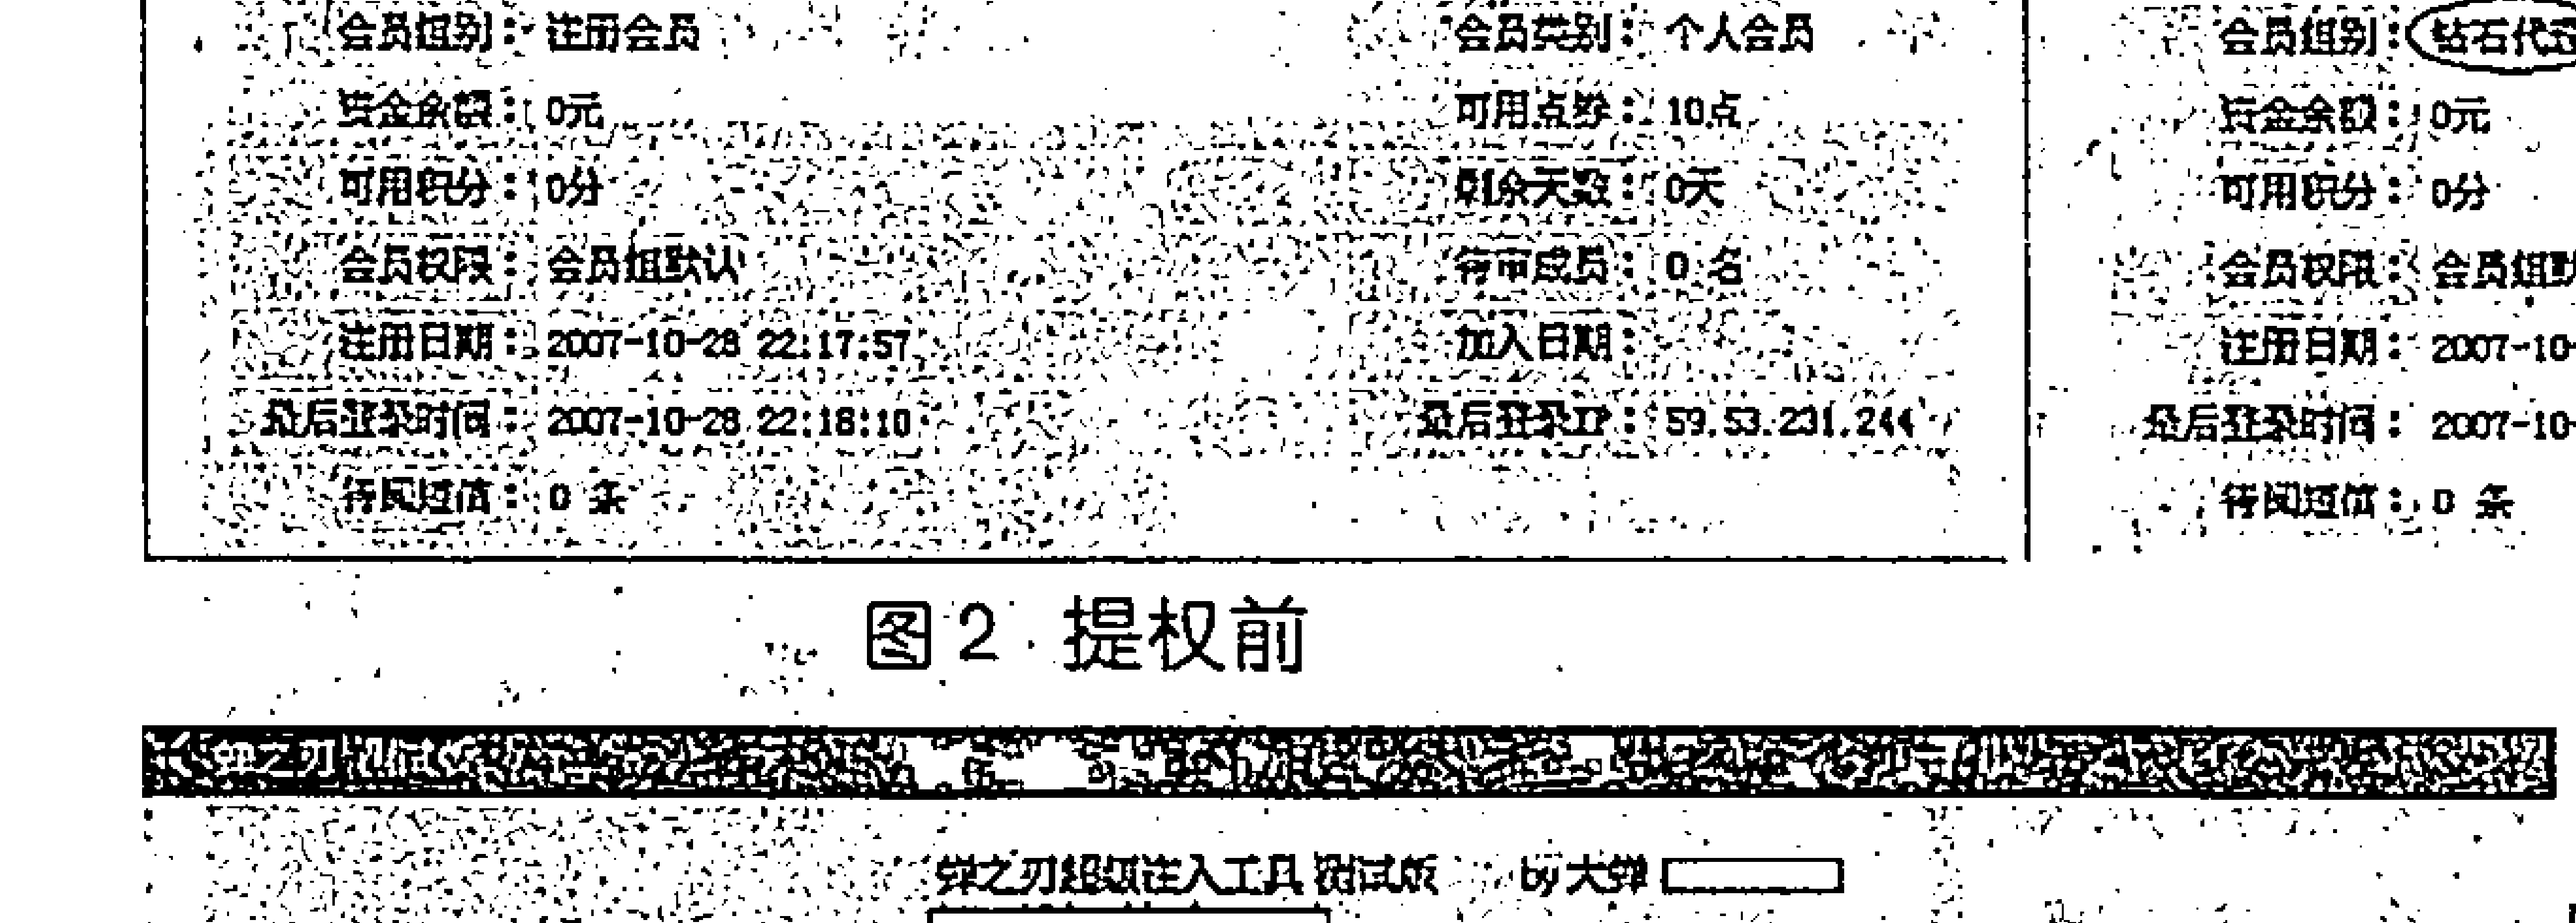 会员组别： 注册会员 会员类别： 个人会员 会员组别： 钻石代
资金余额： 0元 可用点券： 10点 资金余额： 0元
可用积分： 0分 剩余天数： 0天 可用积分： 0分
会员权限： 会员组默认 待审成员： 0 名 会员权限： 会员组默
注册日期： 2007-10-28 22:17:57 加入日期： 注册日期： 2007-10-
最后登录时间： 2007-10-28 22:18:10 最后登录IP： 59.53.231.244 最后登录时间： 2007-10-
待阅短信： 0 条 待阅短信： 0 条
图2 提权前
弹之刃超级注入工具 测试版 by 大弹